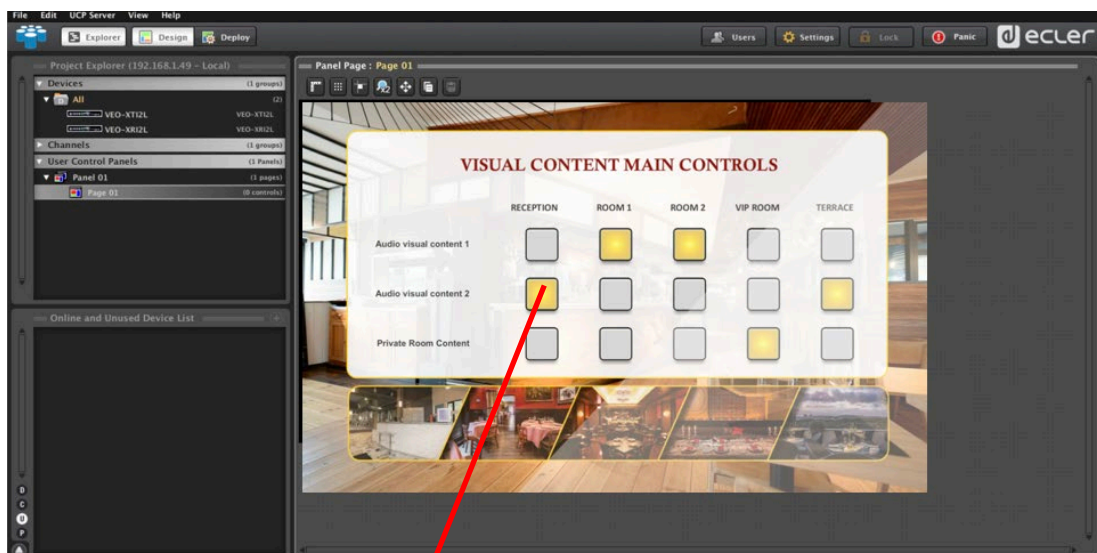 File Edit UCP Server View Help
Explorer Design Deploy Users Settings Lock Panic ecler
Project Explorer (192.168.1.49 - Local)
Devices (1 groups)
All (2)
VEO-XTI2L VEO-XTI2L
VEO-XRI2L VEO-XRI2L
Channels (1 groups)
User Control Panels (1 Panels)
Panel 01 (1 pages)
Page 01 (0 controls)
Online and Unused Device List
D
C
U
P
Panel Page : Page 01
VISUAL CONTENT MAIN CONTROLS
RECEPTION ROOM 1 ROOM 2 VIP ROOM TERRACE
Audio visual content 1
Audio visual content 2
Private Room Content